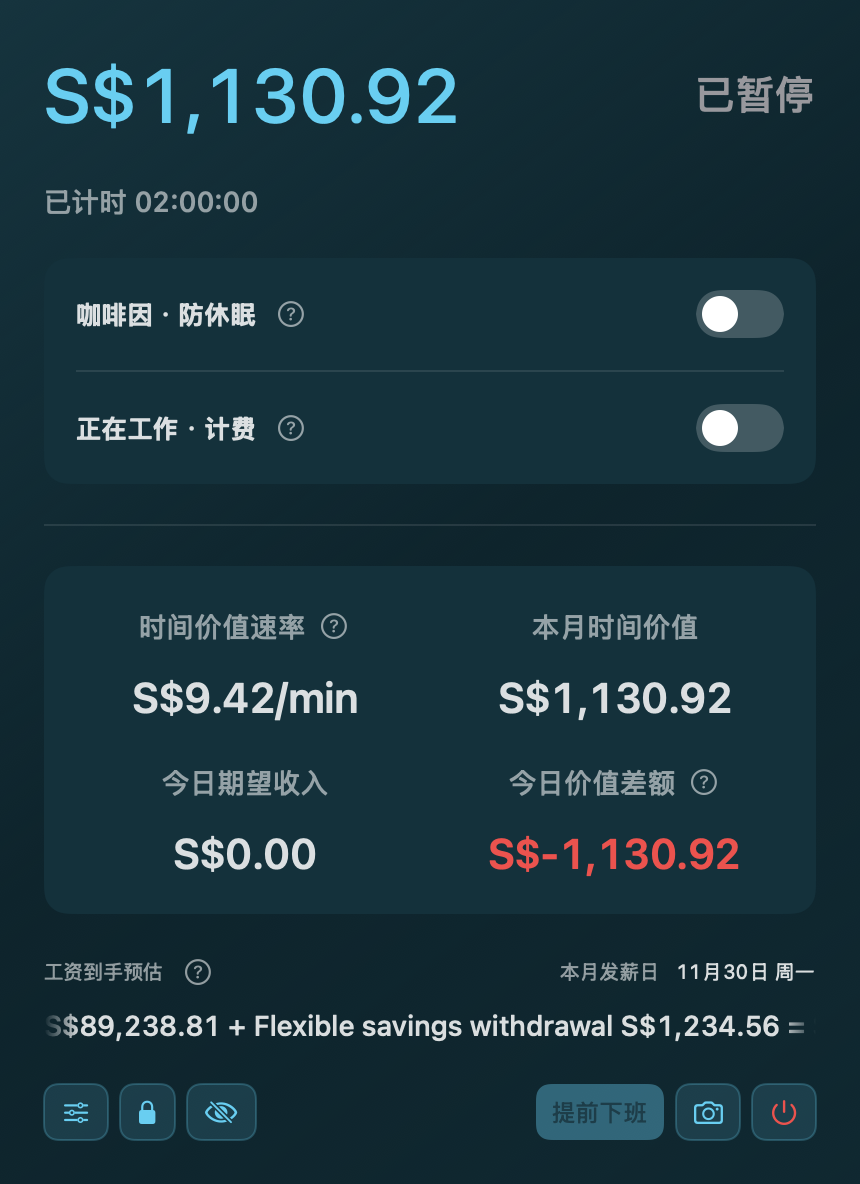 S$1,130.92
已暂停
已计时 02:00:00
咖啡因 · 防休眠 ?
正在工作 · 计费 ?
时间价值速率 ?
本月时间价值
S$9.42/min
S$1,130.92
今日期望收入
今日价值差额 ?
S$0.00
S$-1,130.92
工资到手预估 ?
本月发薪日 11月30日 周一
S$89,238.81 + Flexible savings withdrawal S$1,234.56 =
提前下班